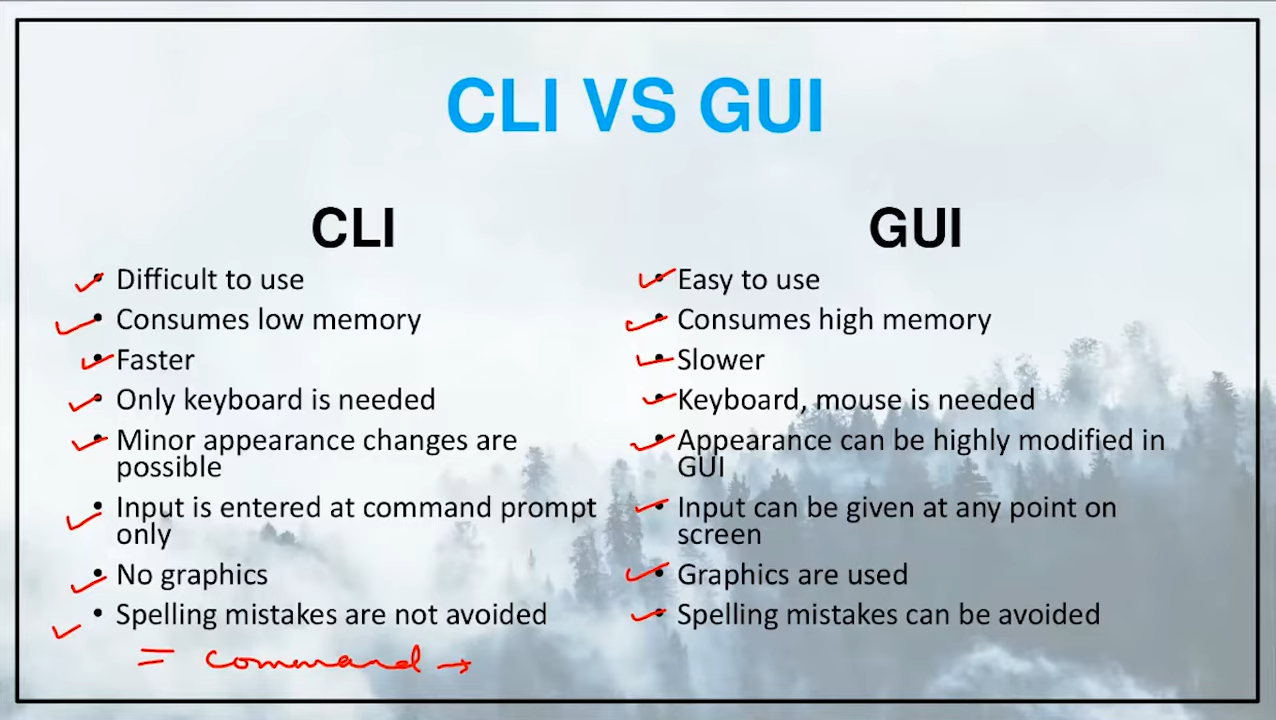 CLI VS GUI
CLI
• Difficult to use
• Consumes low memory
• Faster
• Only keyboard is needed
• Minor appearance changes are
possible
• Input is entered at command prompt
only
• No graphics
• Spelling mistakes are not avoided
= command →
GUI
• Easy to use
• Consumes high memory
• Slower
• Keyboard, mouse is needed
• Appearance can be highly modified in
GUI
• Input can be given at any point on
screen
• Graphics are used
• Spelling mistakes can be avoided